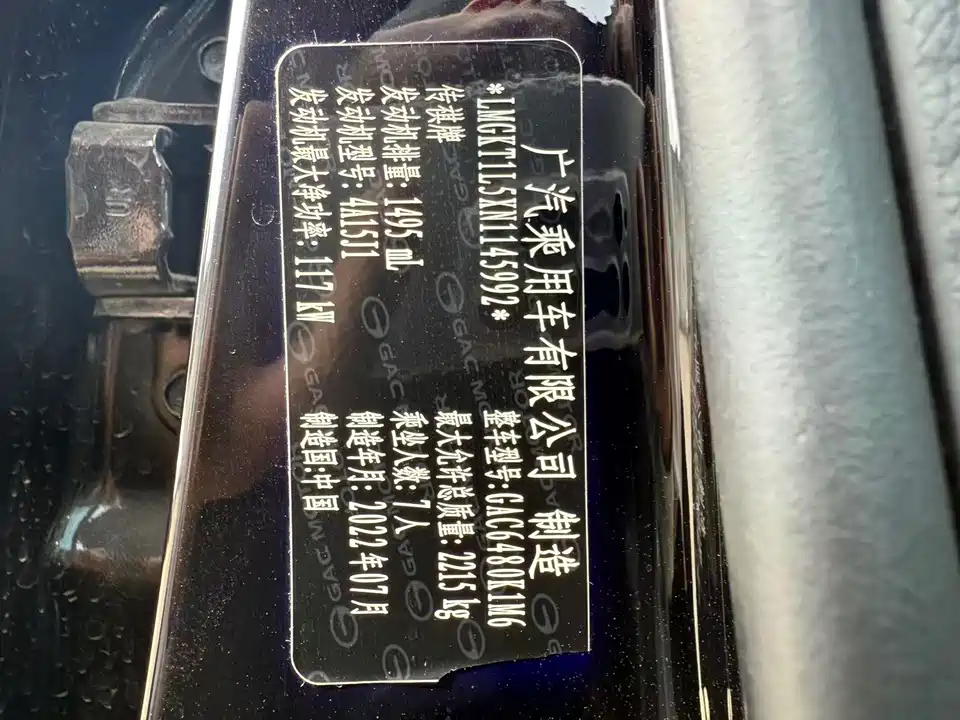 广汽乘用车有限公司 制造
*LMGKT1L5XN1145992* 整车型号:GAC6480K1M6
传祺牌 最大允许总质量: 2215 kg
发动机排量: 1495 mL 乘坐人数: 7人
发动机型号: 4A15J1 制造年月: 2022年07月
发动机最大净功率: 117 kW 制造国:中国
GAC MOTOR